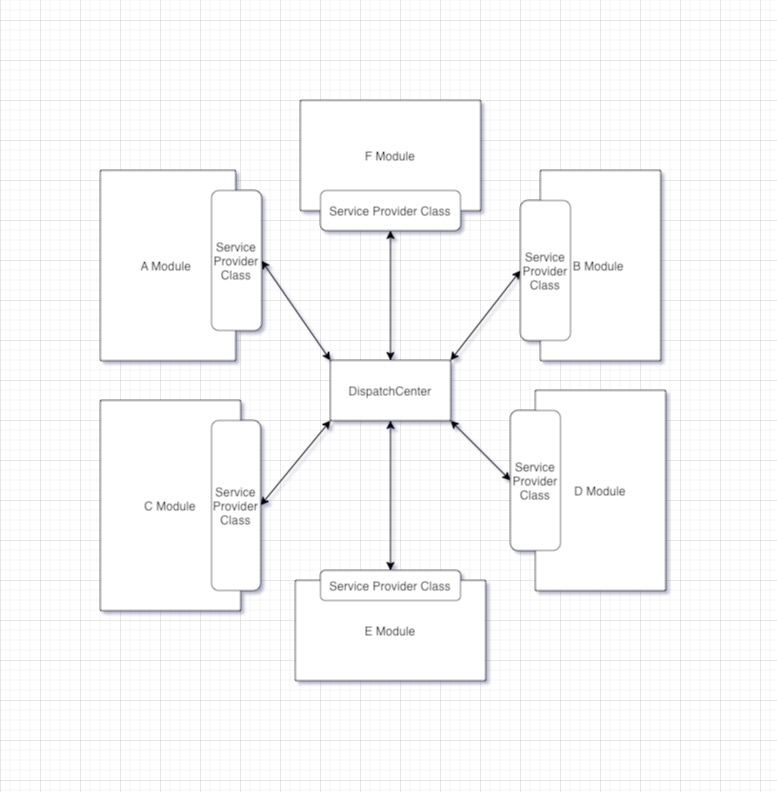 F Module
Service Provider Class
A Module
Service
Provider
Class
Service
Provider
Class
B Module
DispatchCenter
C Module
Service
Provider
Class
Service
Provider
Class
D Module
Service Provider Class
E Module